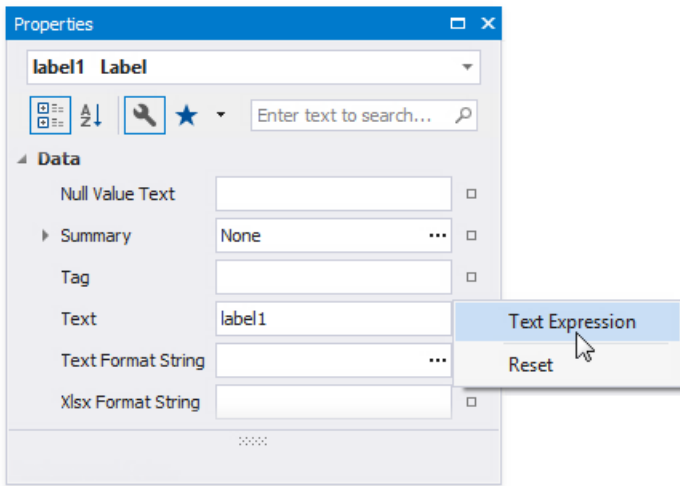 Properties
label1 Label
Enter text to search...
Data
Null Value Text
Summary None
Tag
Text label1
Text Expression
Text Format String
Reset
Xlsx Format String